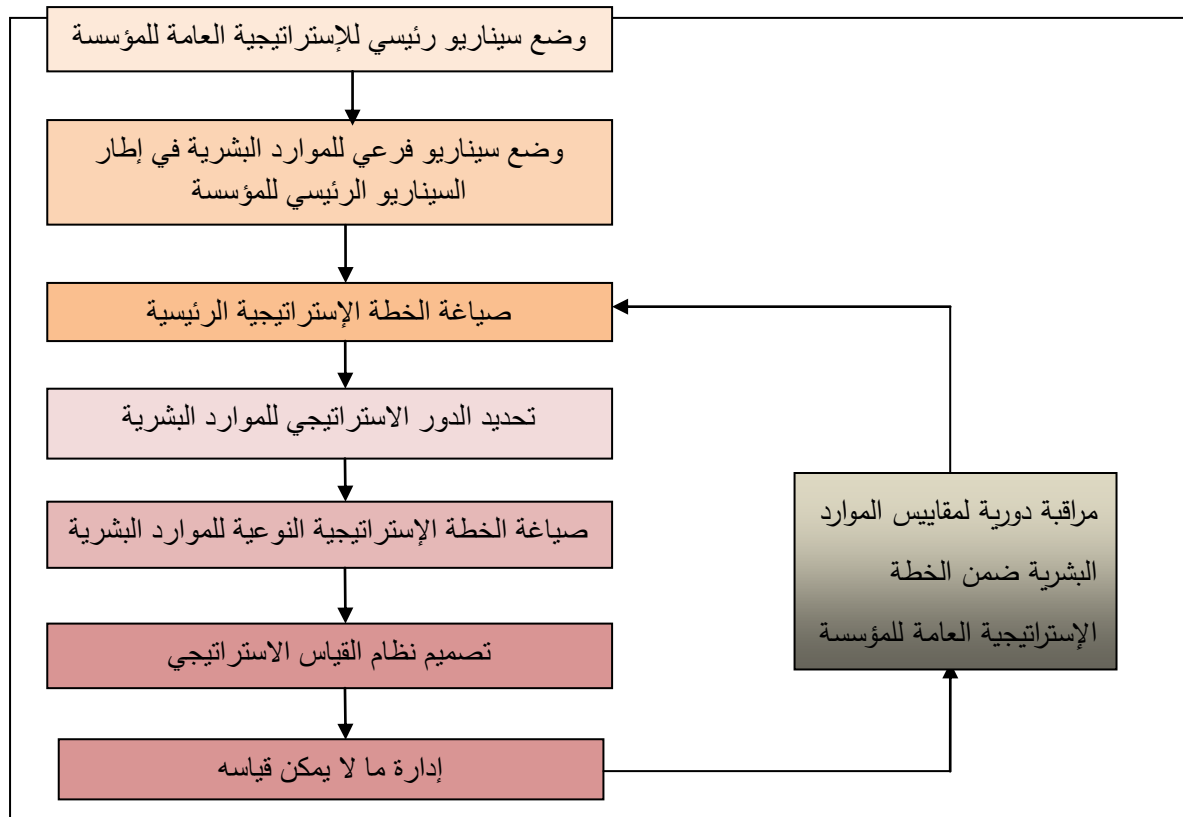 وضع سيناريو رئيسي للإستراتيجية العامة للمؤسسة
وضع سيناريو فرعي للموارد البشرية في إطار
السيناريو الرئيسي للمؤسسة
صياغة الخطة الإستراتيجية الرئيسية
تحديد الدور الاستراتيجي للموارد البشرية
صياغة الخطة الإستراتيجية النوعية للموارد البشرية
تصميم نظام القياس الاستراتيجي
إدارة ما لا يمكن قياسه
مراقبة دورية لمقاييس الموارد
البشرية ضمن الخطة
الإستراتيجية العامة للمؤسسة